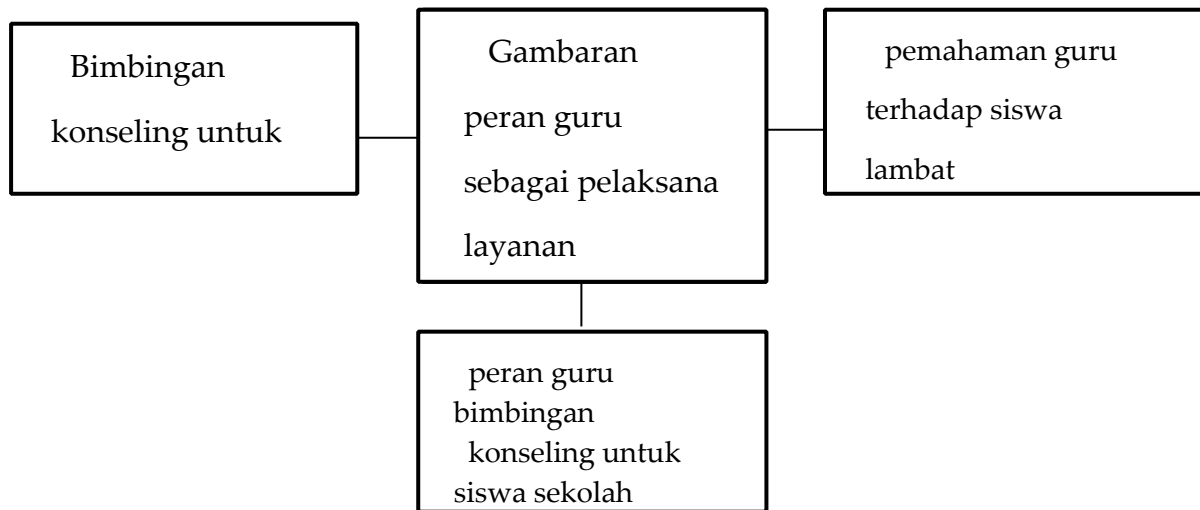 Bimbingan
konseling untuk
Gambaran
peran guru
sebagai pelaksana
layanan
pemahaman guru
terhadap siswa
lambat
peran guru
bimbingan
konseling untuk
siswa sekolah